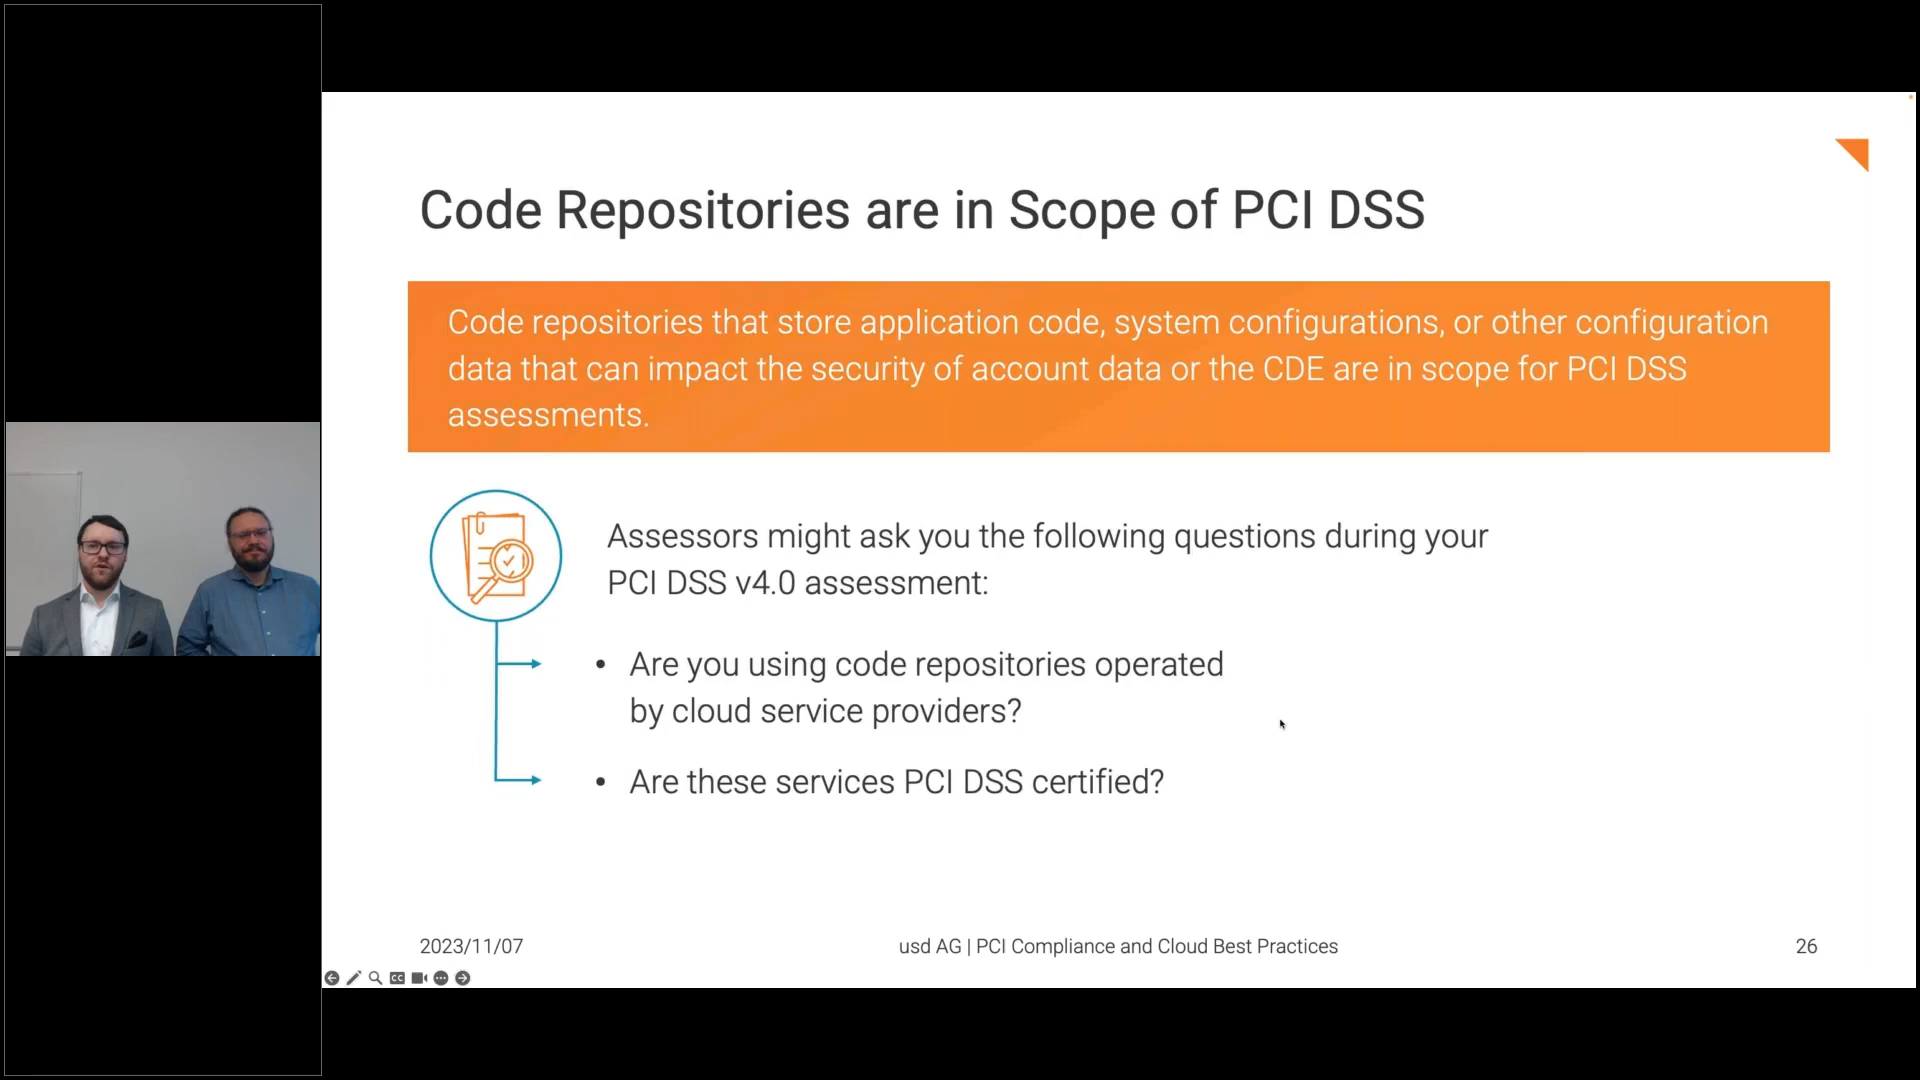 Code Repositories are in Scope of PCI DSS
Code repositories that store application code, system configurations, or other configuration
data that can impact the security of account data or the CDE are in scope for PCI DSS
assessments.
Assessors might ask you the following questions during your
PCI DSS v4.0 assessment:
• Are you using code repositories operated
by cloud service providers?
• Are these services PCI DSS certified?
2023/11/07
usd AG | PCI Compliance and Cloud Best Practices
26
CC